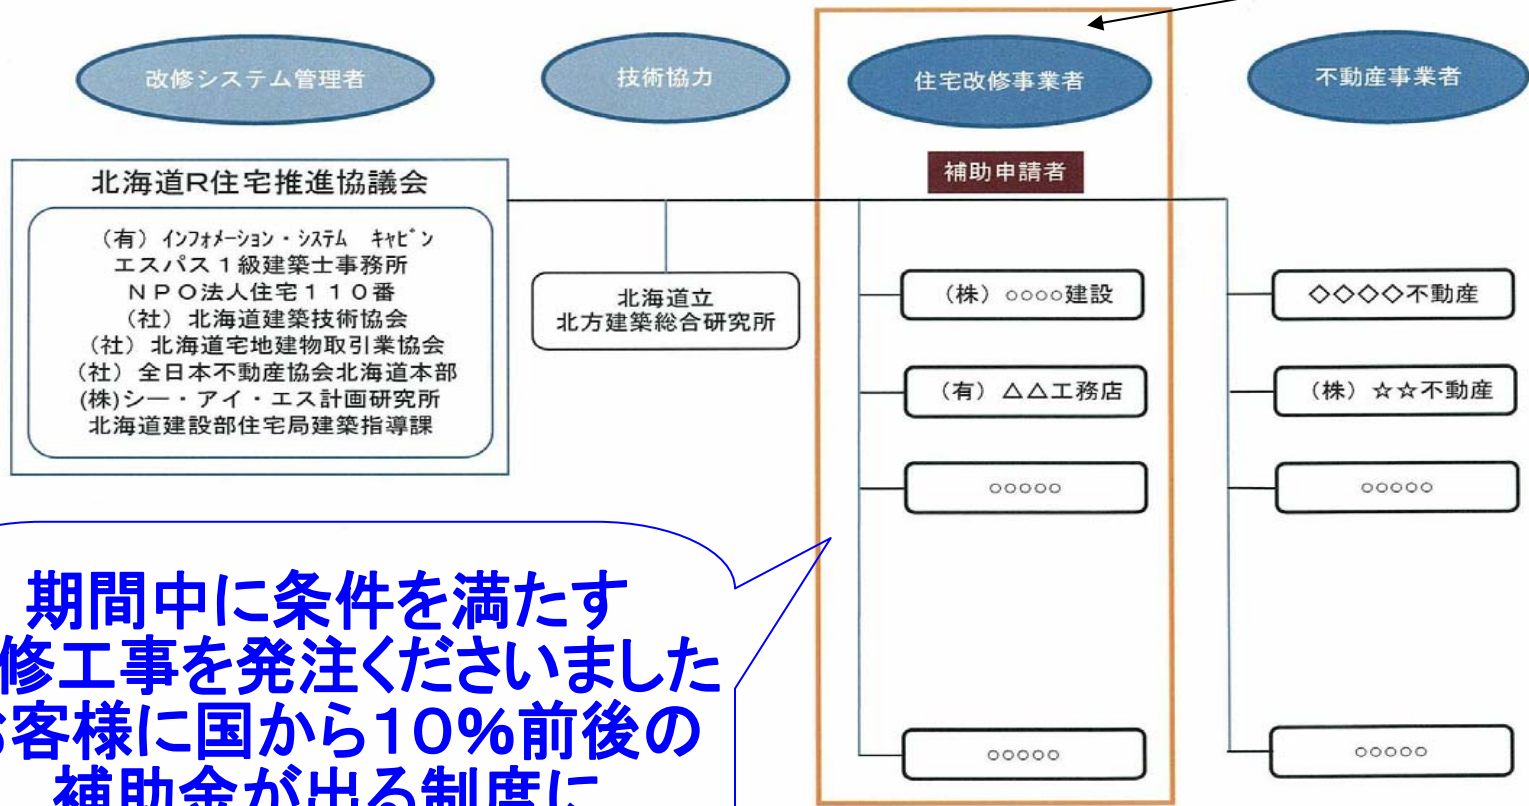 改修システム管理者
技術協力
住宅改修事業者
不動産事業者
補助申請者
北海道R住宅推進協議会
（有）インフォメーション・システム　キャビン
エスパス１級建築士事務所
ＮＰＯ法人住宅１１０番
（社）北海道建築技術協会
（社）北海道宅地建物取引業協会
（社）全日本不動産協会北海道本部
(株)シー・アイ・エス計画研究所
北海道建設部住宅局建築指導課
北海道立
北方建築総合研究所
（株）○○○○建設
（有）△△工務店
○○○○○
○○○○○
◇◇◇◇不動産
（株）☆☆不動産
○○○○○
○○○○○
期間中に条件を満たす
修工事を発注くださいました
お客様に国から１０％前後の
補助金が出る制度に